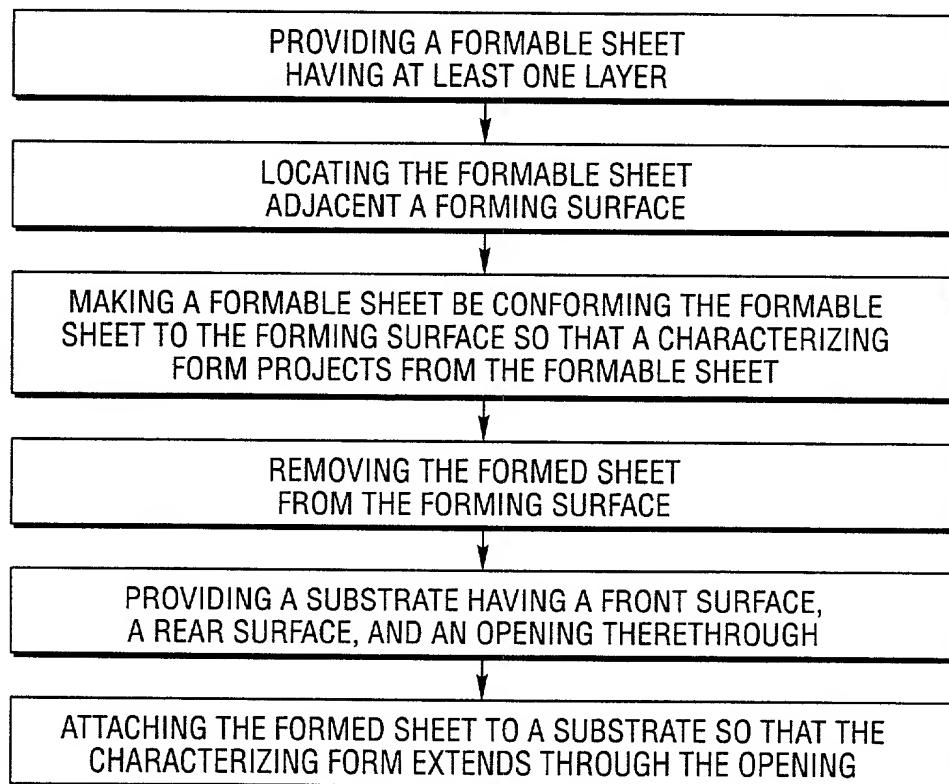 PROVIDING A FORMABLE SHEET
HAVING AT LEAST ONE LAYER
LOCATING THE FORMABLE SHEET
ADJACENT A FORMING SURFACE
MAKING A FORMABLE SHEET BE CONFORMING THE FORMABLE
SHEET TO THE FORMING SURFACE SO THAT A CHARACTERIZING
FORM PROJECTS FROM THE FORMABLE SHEET
REMOVING THE FORMED SHEET
FROM THE FORMING SURFACE
PROVIDING A SUBSTRATE HAVING A FRONT SURFACE,
A REAR SURFACE, AND AN OPENING THERETHROUGH
ATTACHING THE FORMED SHEET TO A SUBSTRATE SO THAT THE
CHARACTERIZING FORM EXTENDS THROUGH THE OPENING